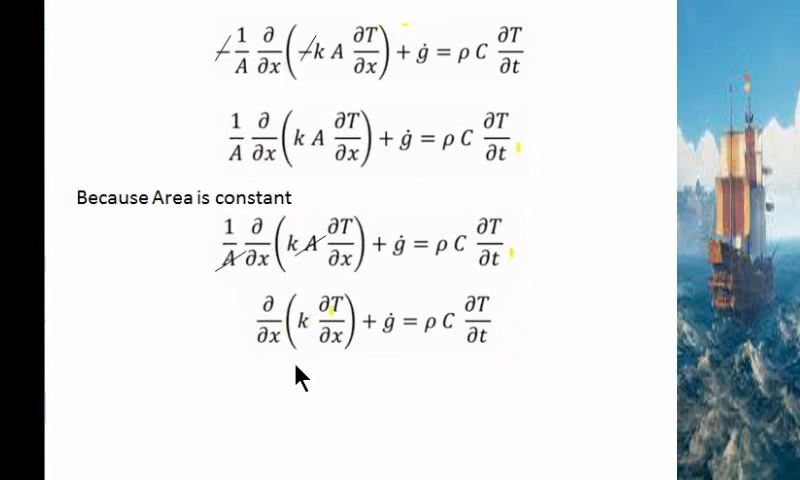 −1/A ∂/∂x (−k A ∂T/∂x) + ġ = ρ C ∂T/∂t
1/A ∂/∂x (k A ∂T/∂x) + ġ = ρ C ∂T/∂t
Because Area is constant
1/A ∂/∂x (k A ∂T/∂x) + ġ = ρ C ∂T/∂t
∂/∂x (k ∂T/∂x) + ġ = ρ C ∂T/∂t